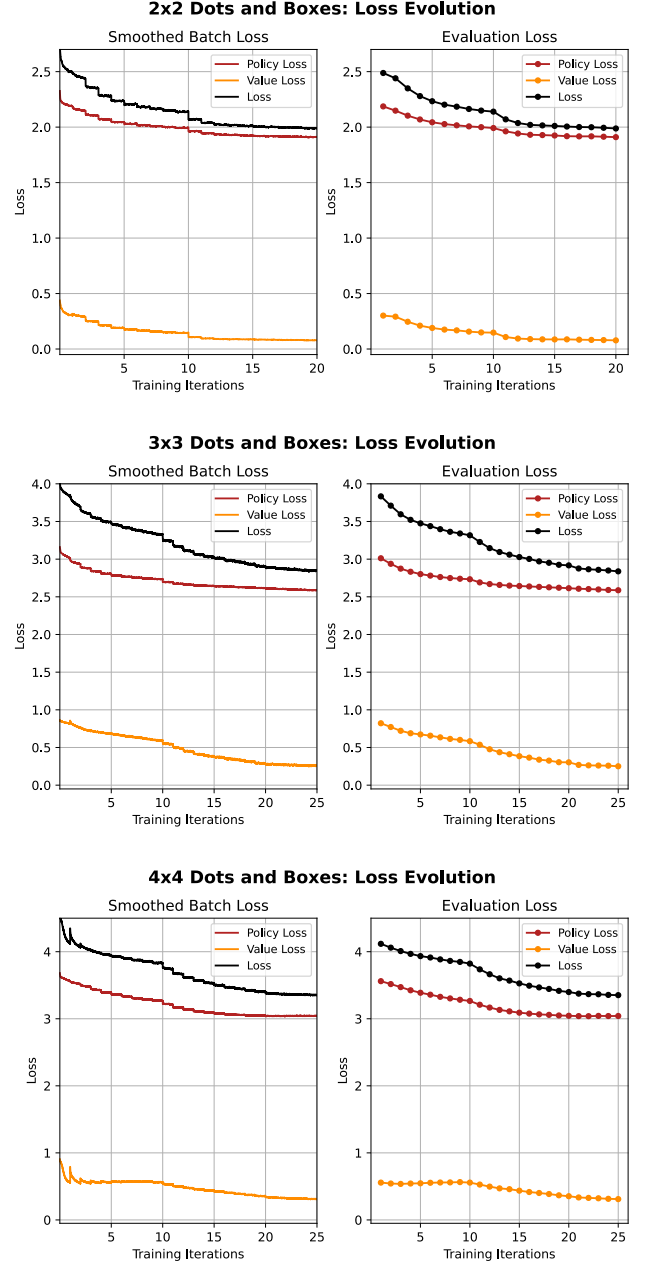 2x2 Dots and Boxes: Loss Evolution
Smoothed Batch Loss
Evaluation Loss
Policy Loss
Value Loss
Loss
Policy Loss
Value Loss
Loss
2.5
2.0
1.5
1.0
0.5
0.0
2.5
2.0
1.5
1.0
0.5
0.0
Loss
5
10
15
20
5
10
15
20
Training Iterations
Training Iterations
3x3 Dots and Boxes: Loss Evolution
Smoothed Batch Loss
Evaluation Loss
Policy Loss
Value Loss
Loss
Policy Loss
Value Loss
Loss
4.0
3.5
3.0
2.5
2.0
1.5
1.0
0.5
0.0
4.0
3.5
3.0
2.5
2.0
1.5
1.0
0.5
0.0
Loss
5
10
15
20
25
5
10
15
20
25
Training Iterations
Training Iterations
4x4 Dots and Boxes: Loss Evolution
Smoothed Batch Loss
Evaluation Loss
Policy Loss
Value Loss
Loss
Policy Loss
Value Loss
Loss
4
3
2
1
0
4
3
2
1
0
Loss
5
10
15
20
25
5
10
15
20
25
Training Iterations
Training Iterations